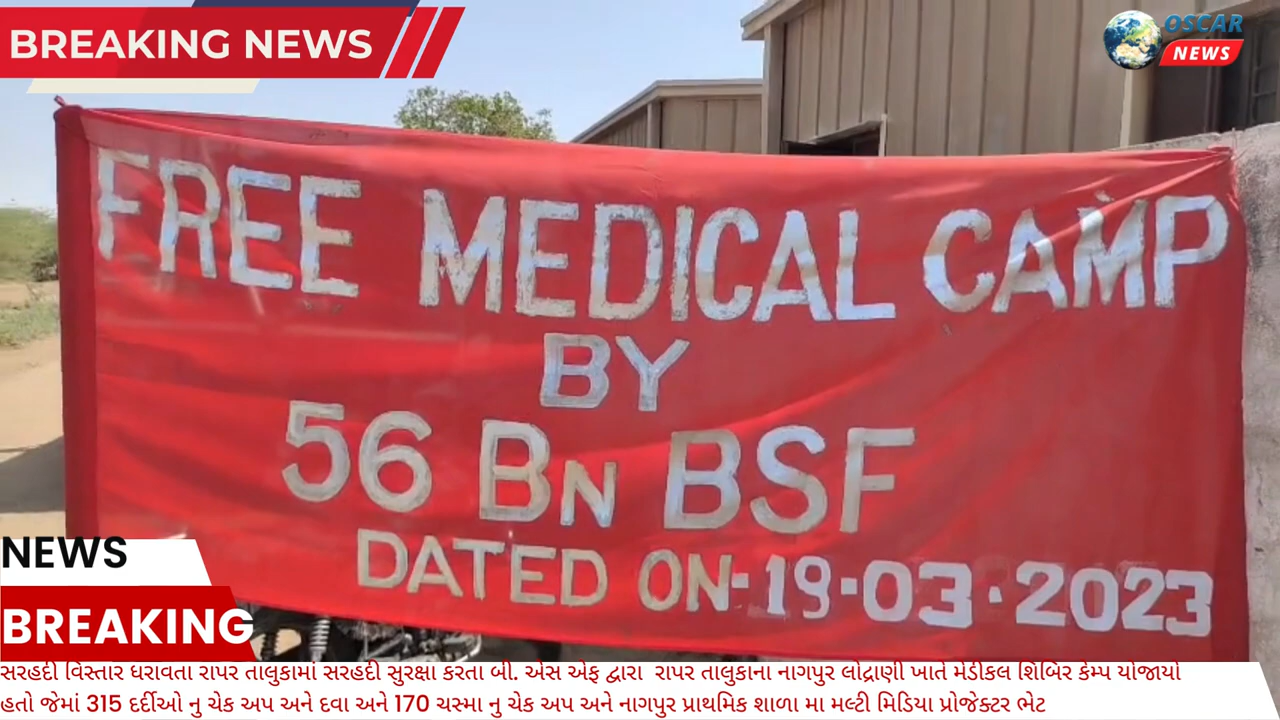 BREAKING NEWS
OSCAR
NEWS
FREE MEDICAL CAMP
BY
56 BN BSF
DATED ON-19-03-2023
NEWS
BREAKING
સરહદી વિસ્તાર ધરાવતા રાપર તાલુકામાં સરહદી સુરક્ષા કરતા બી. એસ એફ દ્વારા રાપર તાલુકાના નાગપુર લોદ્રાણી ખાતે મેડીકલ શિબિર કેમ્પ યોજાયો
હતો જેમાં 315 દર્દીઓ નુ ચેક અપ અને દવા અને 170 ચસ્મા નુ ચેક અપ અને નાગપુર પ્રાથમિક શાળા મા મલ્ટી મિડિયા પ્રોજેક્ટર ભેટ